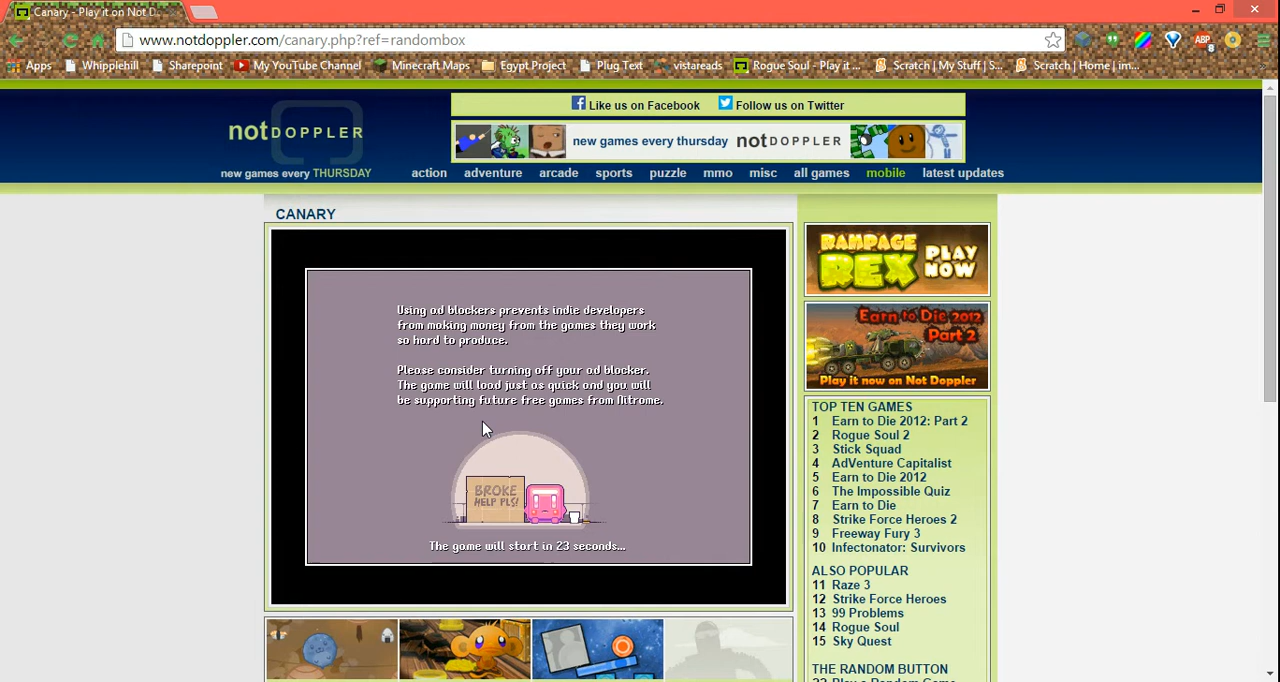 Canary - Play it on Not Do
www.notdoppler.com/canary.php?ref=randombox
ABP
8
Apps
Whipplehill
Sharepoint
My YouTube Channel
Minecraft Maps
Egypt Project
Plug Text
vistareads
Rogue Soul - Play it ...
Scratch | My Stuff | S...
Scratch | Home | im...
notDOPPLER
new games every THURSDAY
Like us on Facebook
Follow us on Twitter
new games every thursday notDOPPLER
action
adventure
arcade
sports
puzzle
mmo
misc
all games
mobile
latest updates
CANARY
Using ad blockers prevents indie developers
from making money from the games they work
so hard to produce.
Please consider turning off your ad blocker.
The game will load just as quick and you will
be supporting future free games from Nitrome.
BROKE
HELP PLS!
The game will start in 23 seconds...
RAMPAGE
REX
PLAY
NOW
Earn to Die 2012
Part 2
Play it now on Not Doppler
TOP TEN GAMES
1 Earn to Die 2012: Part 2
2 Rogue Soul 2
3 Stick Squad
4 AdVenture Capitalist
5 Earn to Die 2012
6 The Impossible Quiz
7 Earn to Die
8 Strike Force Heroes 2
9 Freeway Fury 3
10 Infectonator: Survivors
ALSO POPULAR
11 Raze 3
12 Strike Force Heroes
13 99 Problems
14 Rogue Soul
15 Sky Quest
THE RANDOM BUTTON
22 Play a Random Game